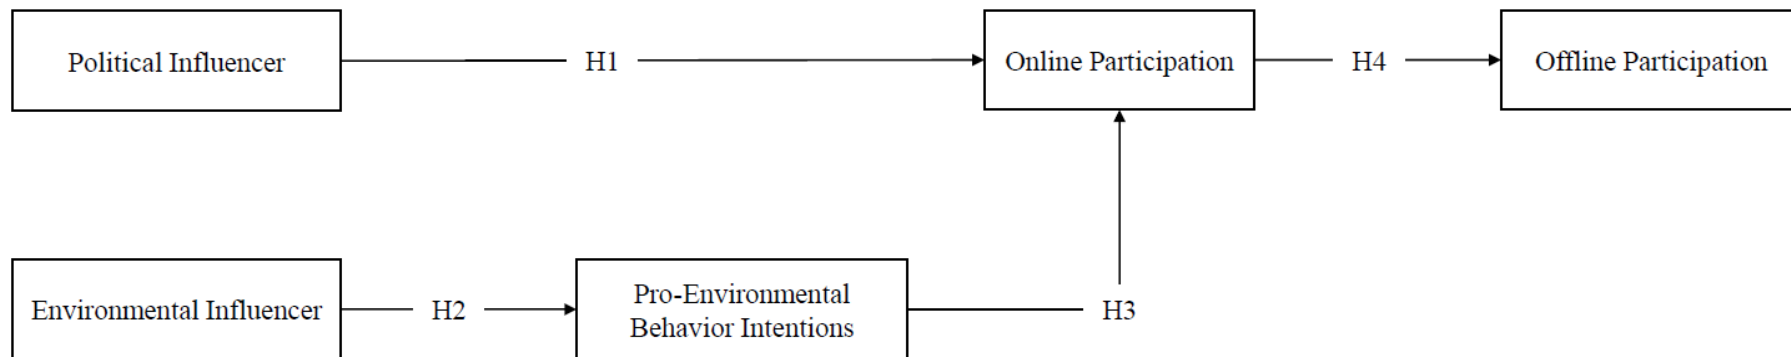 Political Influencer
H1
Online Participation
H4
Offline Participation
Environmental Influencer
H2
Pro-Environmental
Behavior Intentions
H3